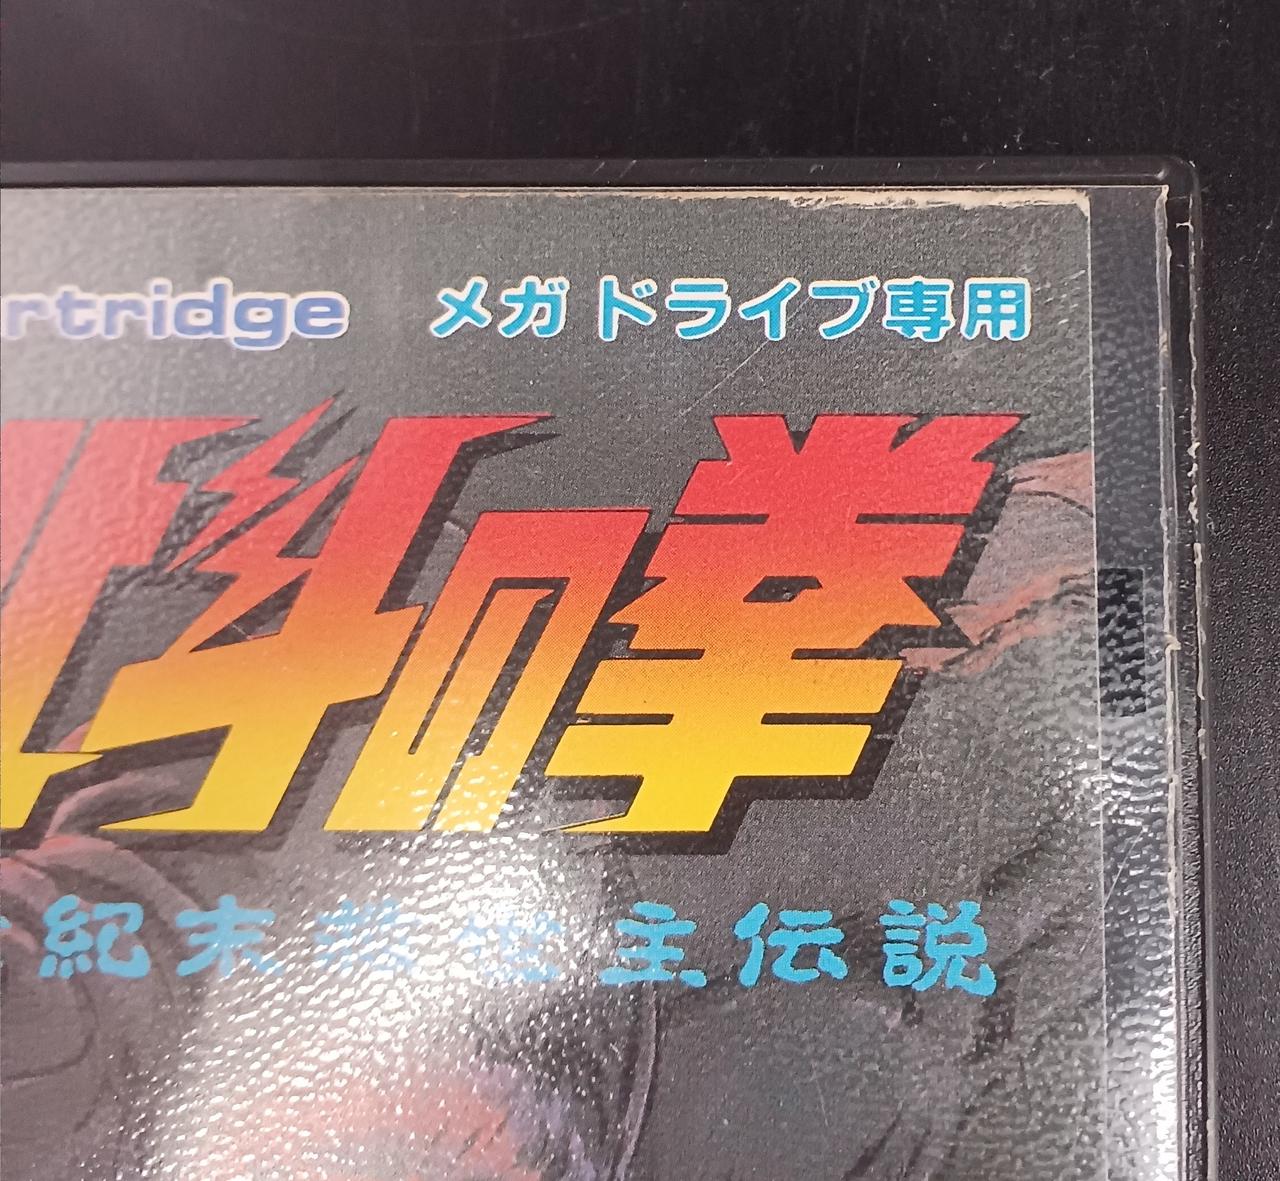 rtridge メガドライブ専用
斗の拳
紀末救世主伝説